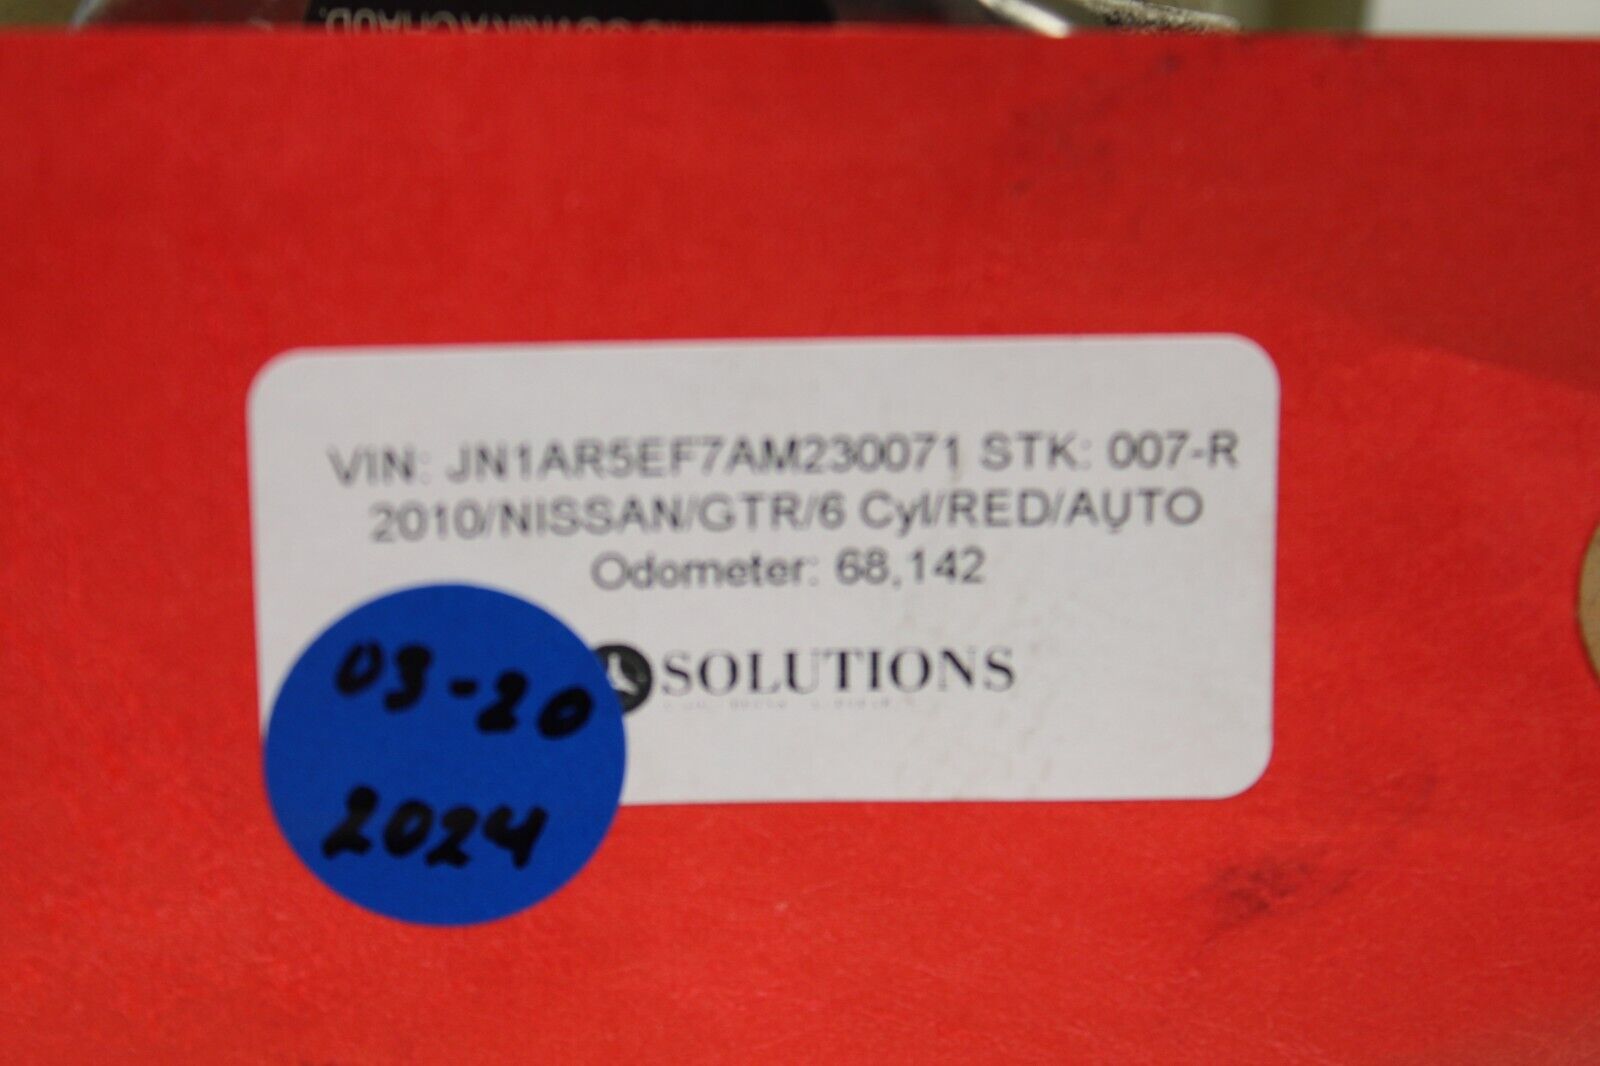 VIN: JN1AR5EF7AM230071 STK: 007-R
2010/NISSAN/GTR/6 Cyl/RED/AUTO
Odometer: 68,142
SOLUTIONS
03-20
2024